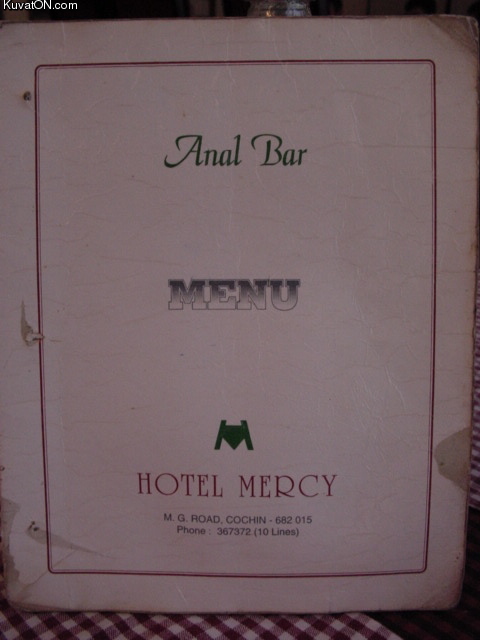 KuvatON.com
Anal Bar
MENU
HOTEL MERCY
M. G. ROAD, COCHIN - 682 015
Phone : 367372 (10 Lines)